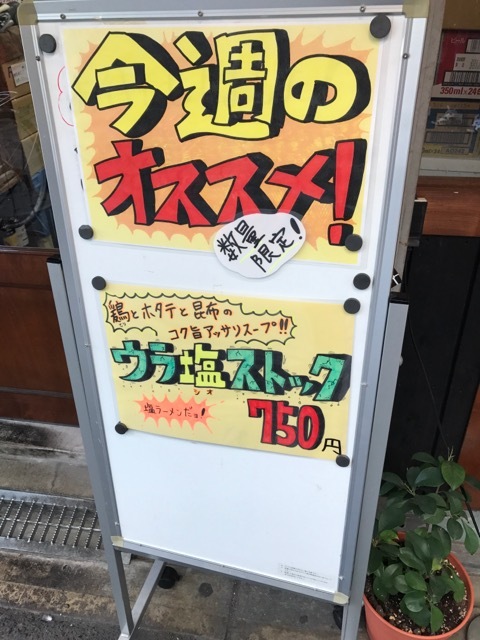 今週の
オススメ!
数量
限定!
鶏とホタテと昆布の
コク旨アッサリスープ!!
ウラ塩ストック
塩ラーメンだョ!
750円
350ml×24